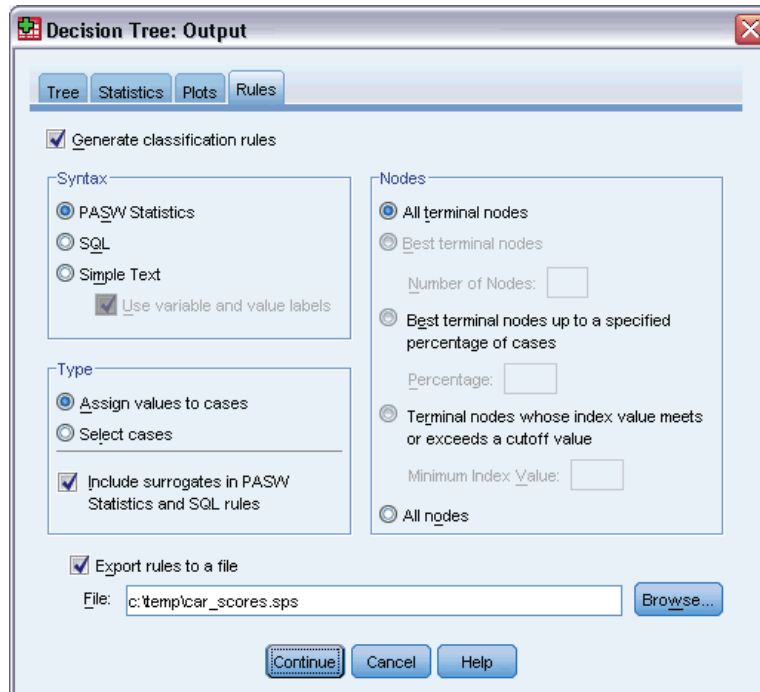 Decision Tree: Output
Tree
Statistics
Plots
Rules
Generate classification rules
Syntax
PASW Statistics
SQL
Simple Text
Use variable and value labels
Type
Assign values to cases
Select cases
Include surrogates in PASW
Statistics and SQL rules
Nodes
All terminal nodes
Best terminal nodes
Number of Nodes:
Best terminal nodes up to a specified
percentage of cases
Percentage:
Terminal nodes whose index value meets
or exceeds a cutoff value
Minimum Index Value:
All nodes
Export rules to a file
File: c:\temp\car_scores.sps
Browse...
Continue
Cancel
Help